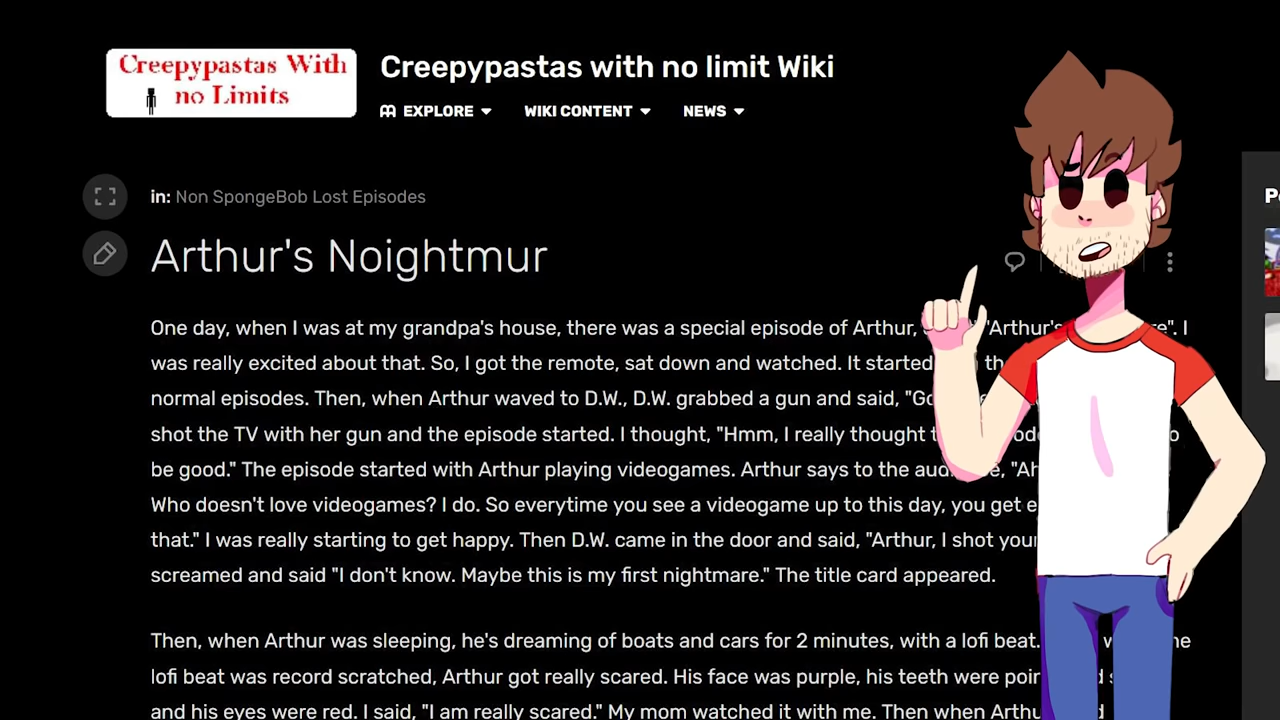 Creepypastas With
no Limits
Creepypastas with no limit Wiki
EXPLORE
WIKI CONTENT
NEWS
in: Non SpongeBob Lost Episodes
Arthur's Noightmur
One day, when I was at my grandpa's house, there was a special episode of Arthur, "Arthur's I
was really excited about that. So, I got the remote, sat down and watched. It started
normal episodes. Then, when Arthur waved to D.W., D.W. grabbed a gun and said,
shot the TV with her gun and the episode started. I thought, "Hmm, I really thought
be good." The episode started with Arthur playing videogames. Arthur says to the
Who doesn't love videogames? I do. So everytime you see a videogame up to this day, you get
that." I was really starting to get happy. Then D.W. came in the door and said, "Arthur, I shot
screamed and said "I don't know. Maybe this is my first nightmare." The title card appeared.
Then, when Arthur was sleeping, he's dreaming of boats and cars for 2 minutes, with a lofi beat.
lofi beat was record scratched, Arthur got really scared. His face was purple, his teeth were
and his eyes were red. I said, "I am really scared." My mom watched it with me. Then when